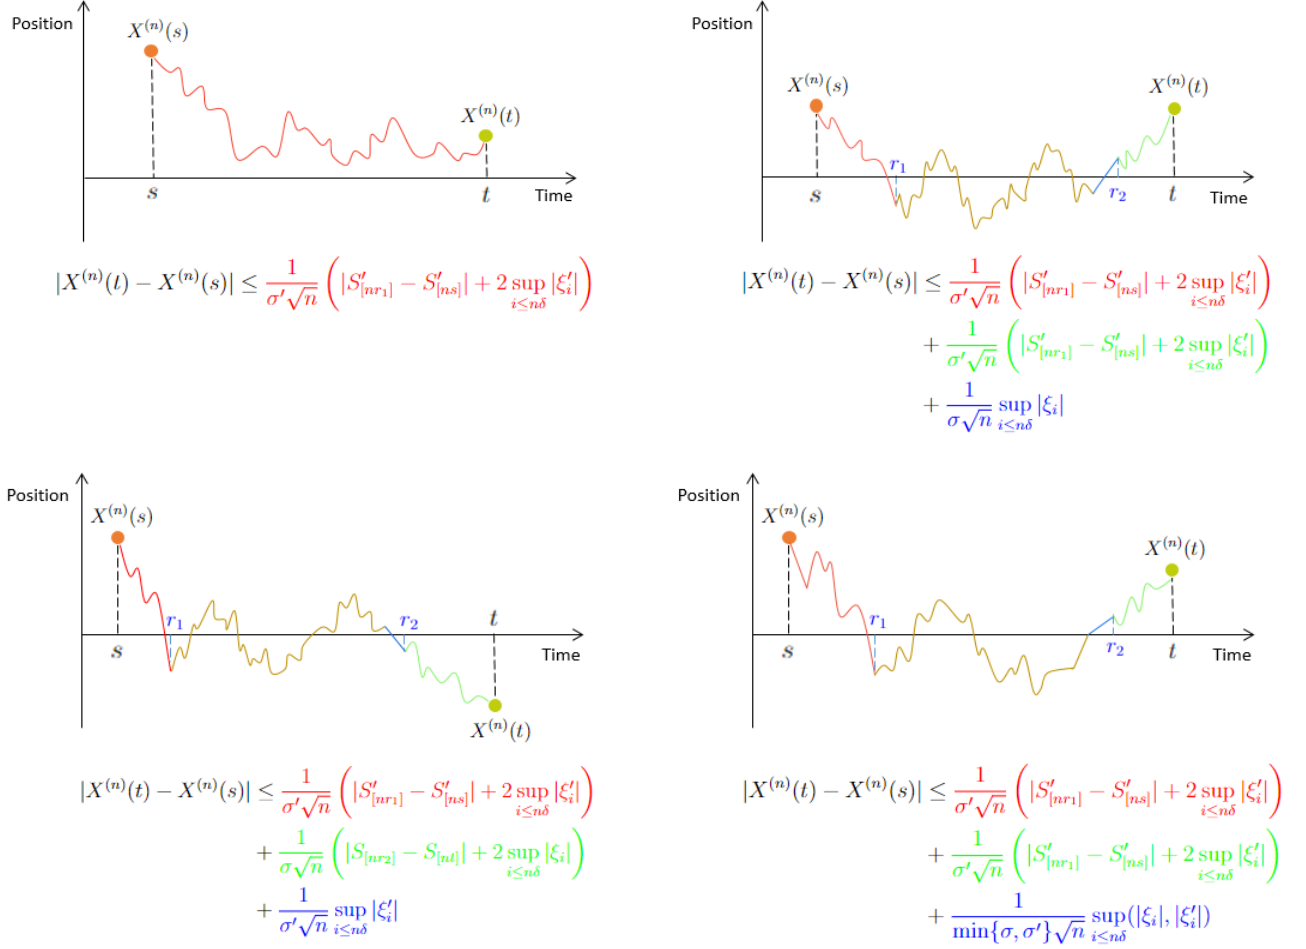 Position
X^{(n)}(s)
X^{(n)}(t)
s
t
Time
|X^{(n)}(t) − X^{(n)}(s)| ≤ \frac{1}{σ'\sqrt{n}} ( |S'_{[nr_1]} − S'_{[ns]}| + 2 \sup_{i≤nδ} |ξ'_i| )
Position
X^{(n)}(s)
X^{(n)}(t)
r_1
s
r_2
t
Time
|X^{(n)}(t) − X^{(n)}(s)| ≤ \frac{1}{σ'\sqrt{n}} ( |S'_{[nr_1]} − S'_{[ns]}| + 2 \sup_{i≤nδ} |ξ'_i| )
+ \frac{1}{σ'\sqrt{n}} ( |S'_{[nr_1]} − S'_{[ns]}| + 2 \sup_{i≤nδ} |ξ'_i| )
+ \frac{1}{σ\sqrt{n}} \sup_{i≤nδ} |ξ_i|
Position
X^{(n)}(s)
r_1
r_2
t
s
Time
X^{(n)}(t)
|X^{(n)}(t) − X^{(n)}(s)| ≤ \frac{1}{σ'\sqrt{n}} ( |S'_{[nr_1]} − S'_{[ns]}| + 2 \sup_{i≤nδ} |ξ'_i| )
+ \frac{1}{σ\sqrt{n}} ( |S_{[nr_2]} − S_{[nt]}| + 2 \sup_{i≤nδ} |ξ_i| )
+ \frac{1}{σ'\sqrt{n}} \sup_{i≤nδ} |ξ'_i|
Position
X^{(n)}(s)
X^{(n)}(t)
r_1
s
r_2
t
Time
|X^{(n)}(t) − X^{(n)}(s)| ≤ \frac{1}{σ'\sqrt{n}} ( |S'_{[nr_1]} − S'_{[ns]}| + 2 \sup_{i≤nδ} |ξ'_i| )
+ \frac{1}{σ'\sqrt{n}} ( |S'_{[nr_1]} − S'_{[ns]}| + 2 \sup_{i≤nδ} |ξ'_i| )
+ \frac{1}{\min\{σ, σ'\}\sqrt{n}} \sup_{i≤nδ} (|ξ_i|, |ξ'_i|)